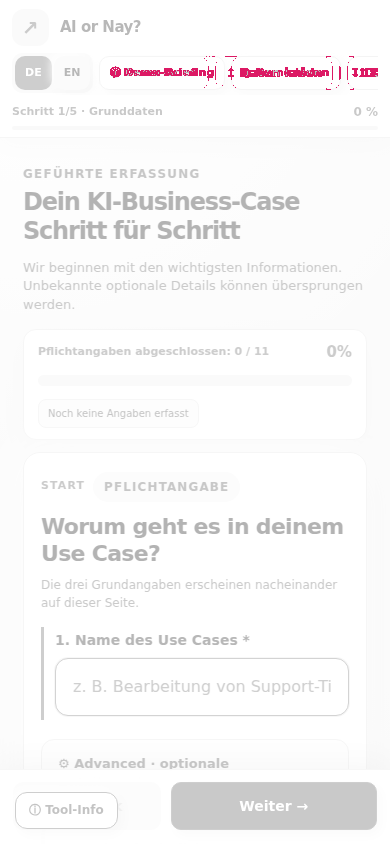 ↗ AI or Nay?
DE EN
Schritt 1/5 · Grunddaten 0 %
GEFÜHRTE ERFASSUNG
Dein KI-Business-Case
Schritt für Schritt
Wir beginnen mit den wichtigsten Informationen.
Unbekannte optionale Details können übersprungen
werden.
Pflichtangaben abgeschlossen: 0 / 11 0%
Noch keine Angaben erfasst
START PFLICHTANGABE
Worum geht es in deinem
Use Case?
Die drei Grundangaben erscheinen nacheinander
auf dieser Seite.
1. Name des Use Cases *
z. B. Bearbeitung von Support-Ti
⚙ Advanced · optionale
ⓘ Tool-Info
Weiter →